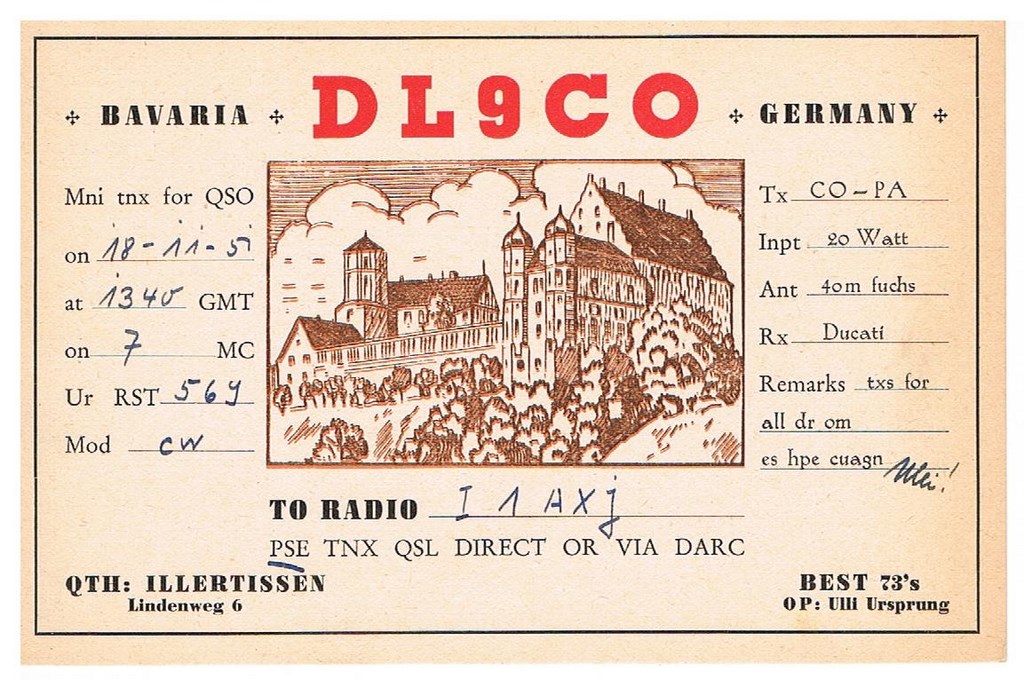 DL9CO
✣ BAVARIA ✣
✣ GERMANY ✣
Mni tnx for QSO
on 18-11-51
at 1340 GMT
on 7 MC
Ur RST 569
Mod cw
Tx CO-PA
Inpt 20 Watt
Ant 40m fuchs
Rx Ducati
Remarks txs for
all dr om
es hpe cuagn
Ulli!
TO RADIO I1AXj
PSE TNX QSL DIRECT OR VIA DARC
QTH: ILLERTISSEN
Lindenweg 6
BEST 73's
OP: Ulli Ursprung